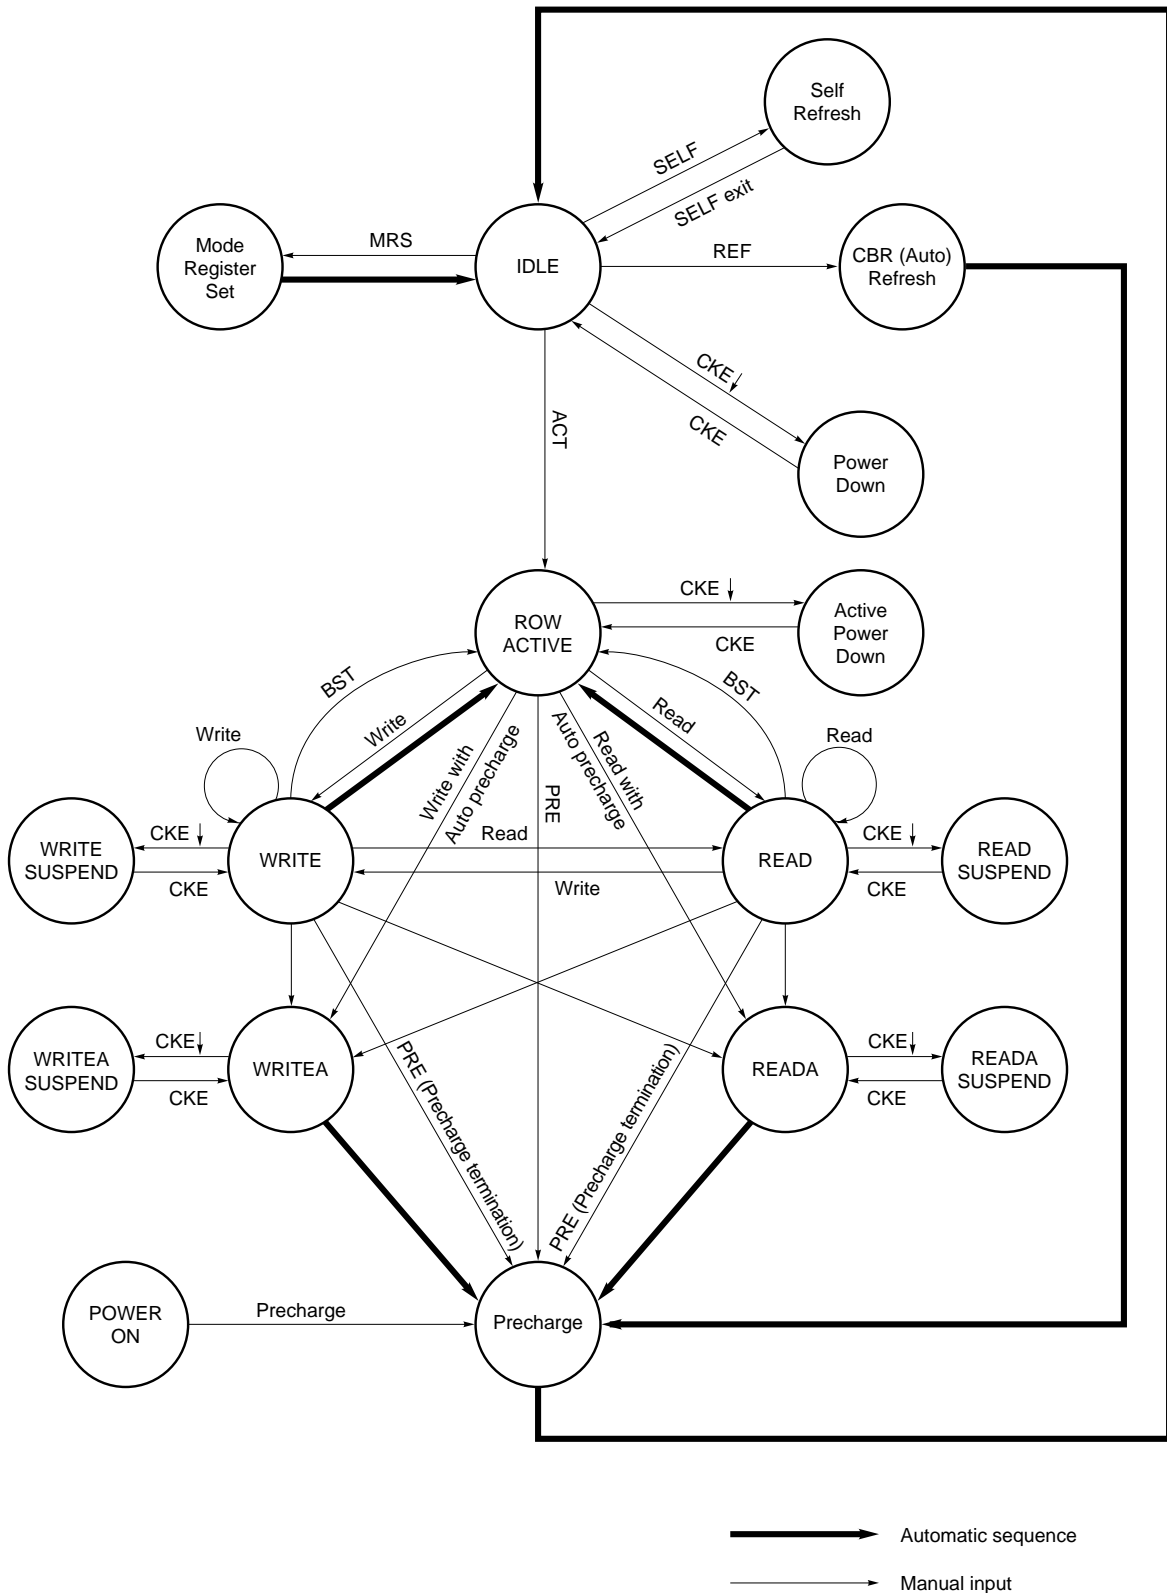 Self
Refresh
SELF
SELF exit
Mode
Register
Set
MRS
IDLE
REF
CBR (Auto)
Refresh
CKE
CKE
Power
Down
ACT
ROW
ACTIVE
CKE
CKE
Active
Power
Down
BST
BST
Write
Write
Write with
Auto precharge
PRE
Read with
Auto precharge
Read
Read
WRITE
SUSPEND
CKE
CKE
WRITE
Read
Write
READ
CKE
CKE
READ
SUSPEND
WRITEA
SUSPEND
CKE
CKE
WRITEA
PRE (Precharge termination)
PRE (Precharge termination)
READA
CKE
CKE
READA
SUSPEND
POWER
ON
Precharge
Precharge
Automatic sequence
Manual input